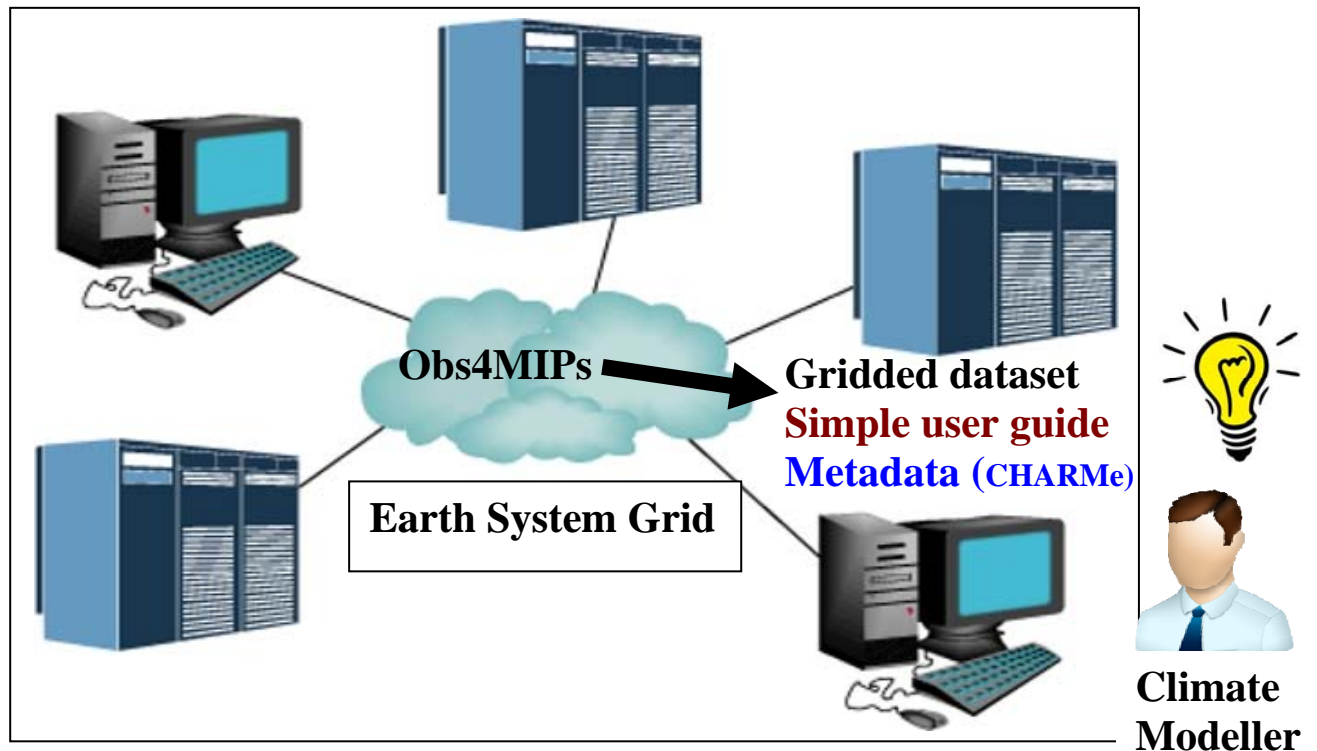 Obs4MIPs
Gridded dataset
Simple user guide
Metadata (CHARMe)
Earth System Grid
Climate
Modeller